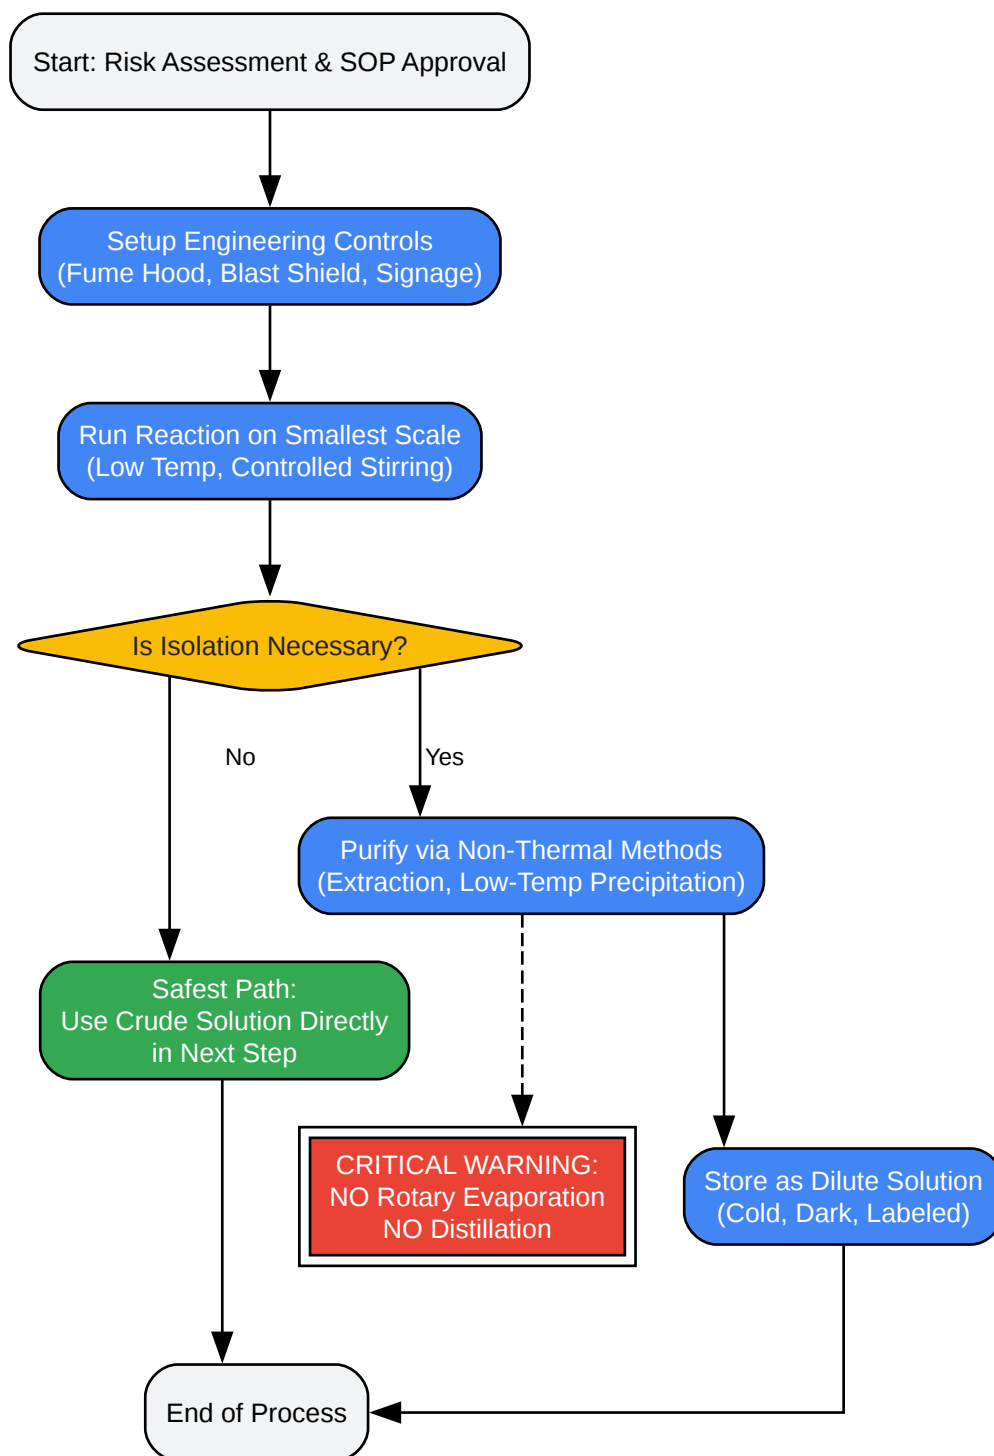 Start: Risk Assessment & SOP Approval
Setup Engineering Controls
(Fume Hood, Blast Shield, Signage)
Run Reaction on Smallest Scale
(Low Temp, Controlled Stirring)
Is Isolation Necessary?
No
Yes
Purify via Non-Thermal Methods
(Extraction, Low-Temp Precipitation)
Safest Path:
Use Crude Solution Directly
in Next Step
CRITICAL WARNING:
NO Rotary Evaporation
NO Distillation
Store as Dilute Solution
(Cold, Dark, Labeled)
End of Process